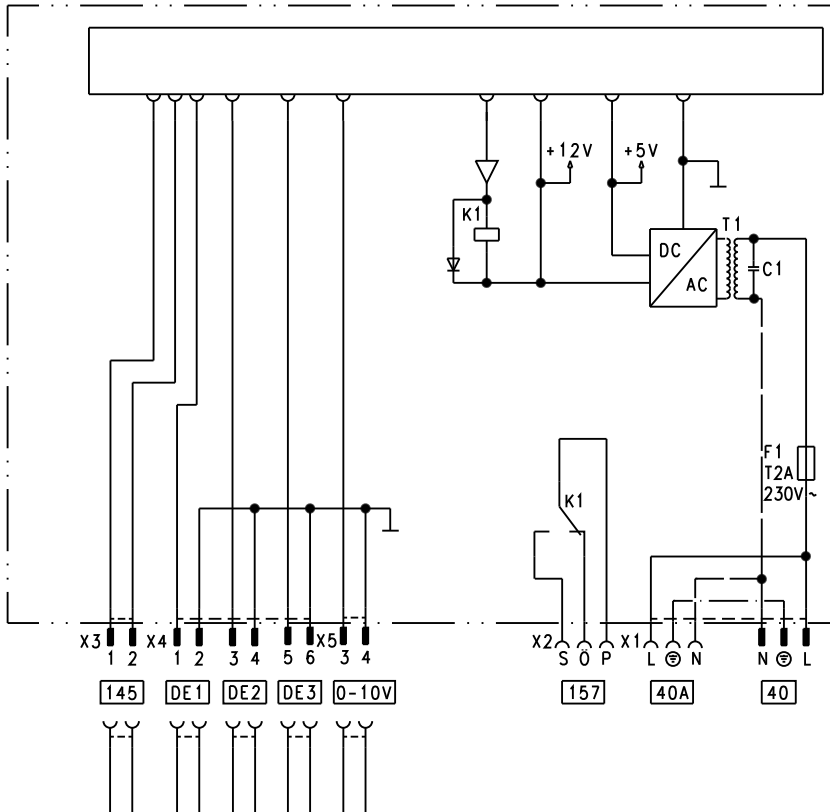 +12V
+5V
K1
T1
DC
AC
C1
F1
T2A
230V~
K1
X3 X4 X5 X2 X1
1 2 1 2 3 4 5 6 3 4 S Ö P L N N L
145 DE1 DE2 DE3 0-10V 157 40A 40